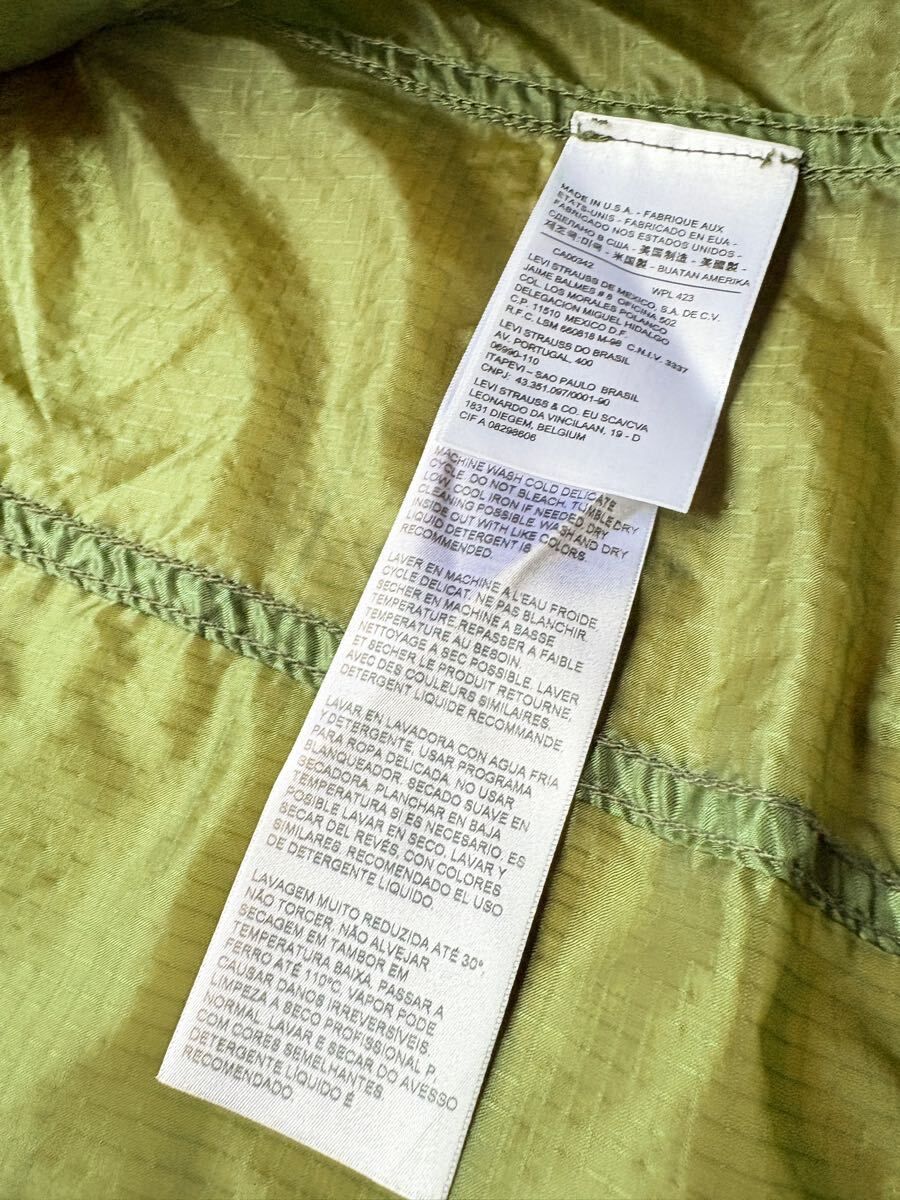 MADE IN U.S.A. - FABRIQUE AUX
ETATS-UNIS - FABRICADO EN EUA -
FABRICADO NOS ESTADOS UNIDOS -
СДЕЛАНО В США - 美国制造 - 美國製 -
제조국:미국 - 米国製 - BUATAN AMERIKA
CA00342 WPL 423
LEVI STRAUSS DE MEXICO, S.A. DE C.V.
JAIME BALMES # 8 OFICINA 502
COL. LOS MORALES POLANCO
DELEGACION MIGUEL HIDALGO
C.P. 11510 MEXICO D.F.
R.F.C. LSM 660818 M-98 C.N.I.V. 3337
LEVI STRAUSS DO BRASIL
AV. PORTUGAL 400
06690-110
ITAPEVI – SAO PAULO BRASIL
CNPJ: 43.351.097/0001-90
LEVI STRAUSS & CO. EU SCA/CVA
LEONARDO DA VINCILAAN, 19 - D
1831 DIEGEM, BELGIUM
CIF A 08298606
MACHINE WASH COLD DELICATE
CYCLE. DO NOT BLEACH. TUMBLE DRY
LOW. COOL IRON IF NEEDED. DRY
CLEANING POSSIBLE. WASH AND DRY
INSIDE OUT WITH LIKE COLORS.
LIQUID DETERGENT IS
RECOMMENDED.
LAVER EN MACHINE A L'EAU FROIDE
CYCLE DELICAT. NE PAS BLANCHIR
SECHER EN MACHINE A BASSE
TEMPERATURE. REPASSER A FAIBLE
TEMPERATURE AU BESOIN.
NETTOYAGE A SEC POSSIBLE. LAVER
ET SECHER LE PRODUIT RETOURNE,
AVEC DES COULEURS SIMILAIRES.
DETERGENT LIQUIDE RECOMMANDE.
LAVAR EN LAVADORA CON AGUA FRIA
Y DETERGENTE, USAR PROGRAMA
PARA ROPA DELICADA. NO USAR
BLANQUEADOR. SECADO SUAVE EN
SECADORA, PLANCHAR EN BAJA
TEMPERATURA SI ES NECESARIO. ES
POSIBLE LAVAR EN SECO. LAVAR Y
SECAR DEL REVÉS, CON COLORES
SIMILARES. RECOMENDADO EL USO
DE DETERGENTE LÍQUIDO.
LAVAGEM MUITO REDUZIDA ATÉ 30°,
NÃO TORCER. NÃO ALVEJAR
SECAGEM EM TAMBOR EM
TEMPERATURA BAIXA. PASSAR A
FERRO ATÉ 110°C. VAPOR PODE
CAUSAR DANOS IRREVERSÍVEIS.
LIMPEZA A SECO PROFISSIONAL P.
NORMAL. LAVAR E SECAR DO AVESSO
COM CORES SEMELHANTES.
DETERGENTE LÍQUIDO É
RECOMENDADO